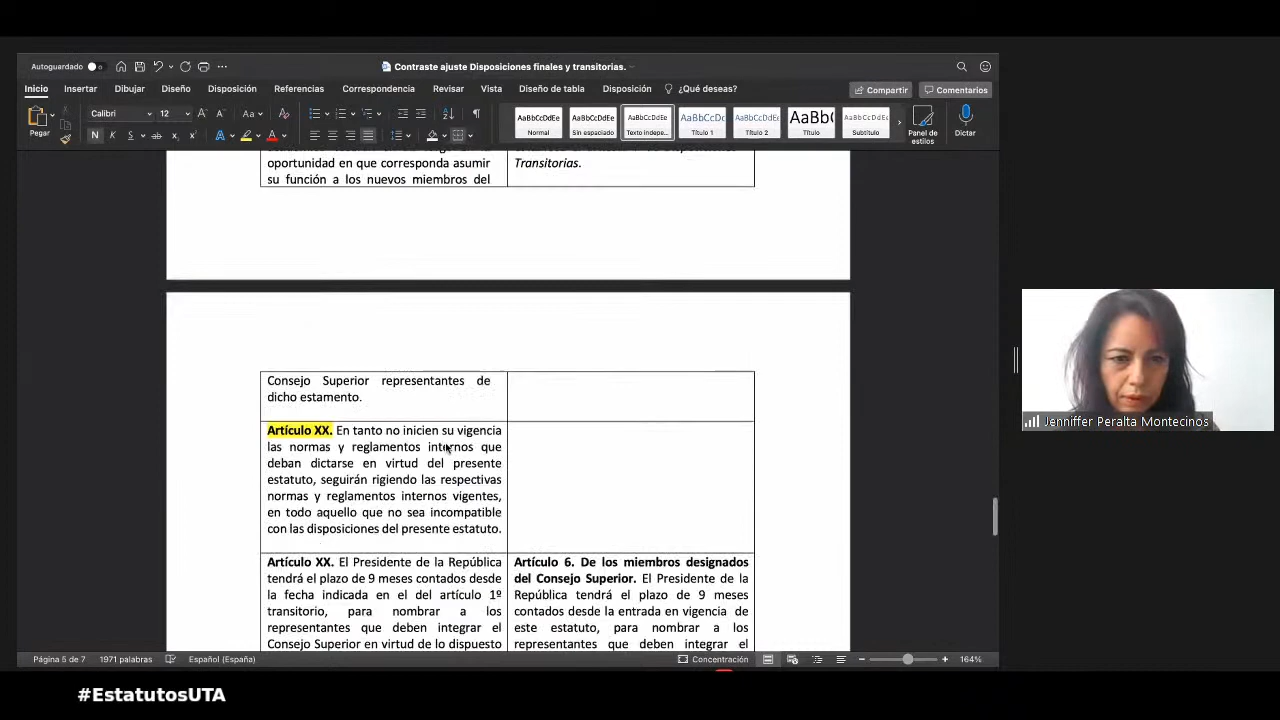 Autoguardado
Contraste ajuste Disposiciones finales y transitorias.
Inicio Insertar Dibujar Diseño Disposición Referencias Correspondencia Revisar Vista Diseño de tabla Disposición ¿Qué deseas? Compartir Comentarios
Pegar
Calibri 12
N K S
AaBbCcDdEe Normal
AaBbCcDdEe Sin espaciado
AaBbCcDdEe Texto indepe...
AaBbCcDc Título 1
AaBbCcDdEe Título 2
AaBb( Título
AaBbCcDdEe Subtítulo
Panel de estilos
Dictar
oportunidad en que corresponda asumir
su función a los nuevos miembros del
Transitorias.
Consejo Superior representantes de
dicho estamento.
Artículo XX. En tanto no inicien su vigencia
las normas y reglamentos internos que
deban dictarse en virtud del presente
estatuto, seguirán rigiendo las respectivas
normas y reglamentos internos vigentes,
en todo aquello que no sea incompatible
con las disposiciones del presente estatuto.
Artículo XX. El Presidente de la República
tendrá el plazo de 9 meses contados desde
la fecha indicada en el del artículo 1º
transitorio, para nombrar a los
representantes que deben integrar el
Consejo Superior en virtud de lo dispuesto
Artículo 6. De los miembros designados
del Consejo Superior. El Presidente de la
República tendrá el plazo de 9 meses
contados desde la entrada en vigencia de
este estatuto, para nombrar a los
representantes que deben integrar el
Página 5 de 7 1971 palabras Español (España) Concentración 164%
Jenniffer Peralta Montecinos
#EstatutosUTA